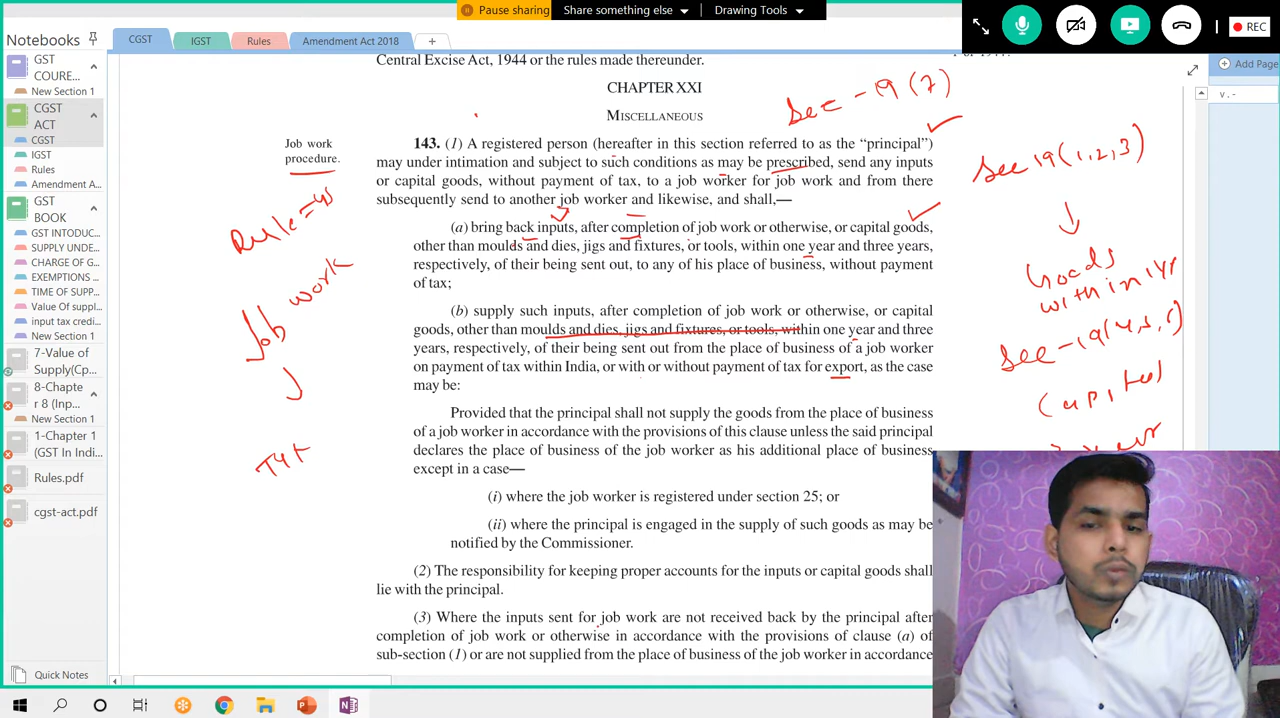 Pause sharing
Share something else
Drawing Tools
REC
Notebooks
CGST
IGST
Rules
Amendment Act 2018
+
Add Page
GST
COURE...
New Section 1
CGST
ACT
CGST
IGST
Rules
Amendment A...
GST
BOOK
GST INTRODUC...
SUPPLY UNDE...
CHARGE OF G...
EXEMPTIONS ...
TIME OF SUPP...
Value Of suppl...
input tax credi...
New Section 1
7-Value of
Supply(Cp...
8-Chapte
r 8 (Inp...
New Section 1
1-Chapter 1
(GST In Indi...
Rules.pdf
cgst-act.pdf
Quick Notes
Central Excise Act, 1944 or the rules made thereunder.
CHAPTER XXI
MISCELLANEOUS
Sec - 19 (7)
Job work
procedure.
143. (1) A registered person (hereafter in this section referred to as the “principal”)
may under intimation and subject to such conditions as may be prescribed, send any inputs
or capital goods, without payment of tax, to a job worker for job work and from there
subsequently send to another job worker and likewise, and shall,—
(a) bring back inputs, after completion of job work or otherwise, or capital goods,
other than moulds and dies, jigs and fixtures, or tools, within one year and three years,
respectively, of their being sent out, to any of his place of business, without payment
of tax;
(b) supply such inputs, after completion of job work or otherwise, or capital
goods, other than moulds and dies, jigs and fixtures, or tools, within one year and three
years, respectively, of their being sent out from the place of business of a job worker
on payment of tax within India, or with or without payment of tax for export, as the case
may be:
Provided that the principal shall not supply the goods from the place of business
of a job worker in accordance with the provisions of this clause unless the said principal
declares the place of business of the job worker as his additional place of business
except in a case—
(i) where the job worker is registered under section 25; or
(ii) where the principal is engaged in the supply of such goods as may be
notified by the Commissioner.
(2) The responsibility for keeping proper accounts for the inputs or capital goods shall
lie with the principal.
(3) Where the inputs sent for job work are not received back by the principal after
completion of job work or otherwise in accordance with the provisions of clause (a) of
sub-section (1) or are not supplied from the place of business of the job worker in accordance
Job work
Sec 19 (1,2,3)
Goods
within 1yr
Capital